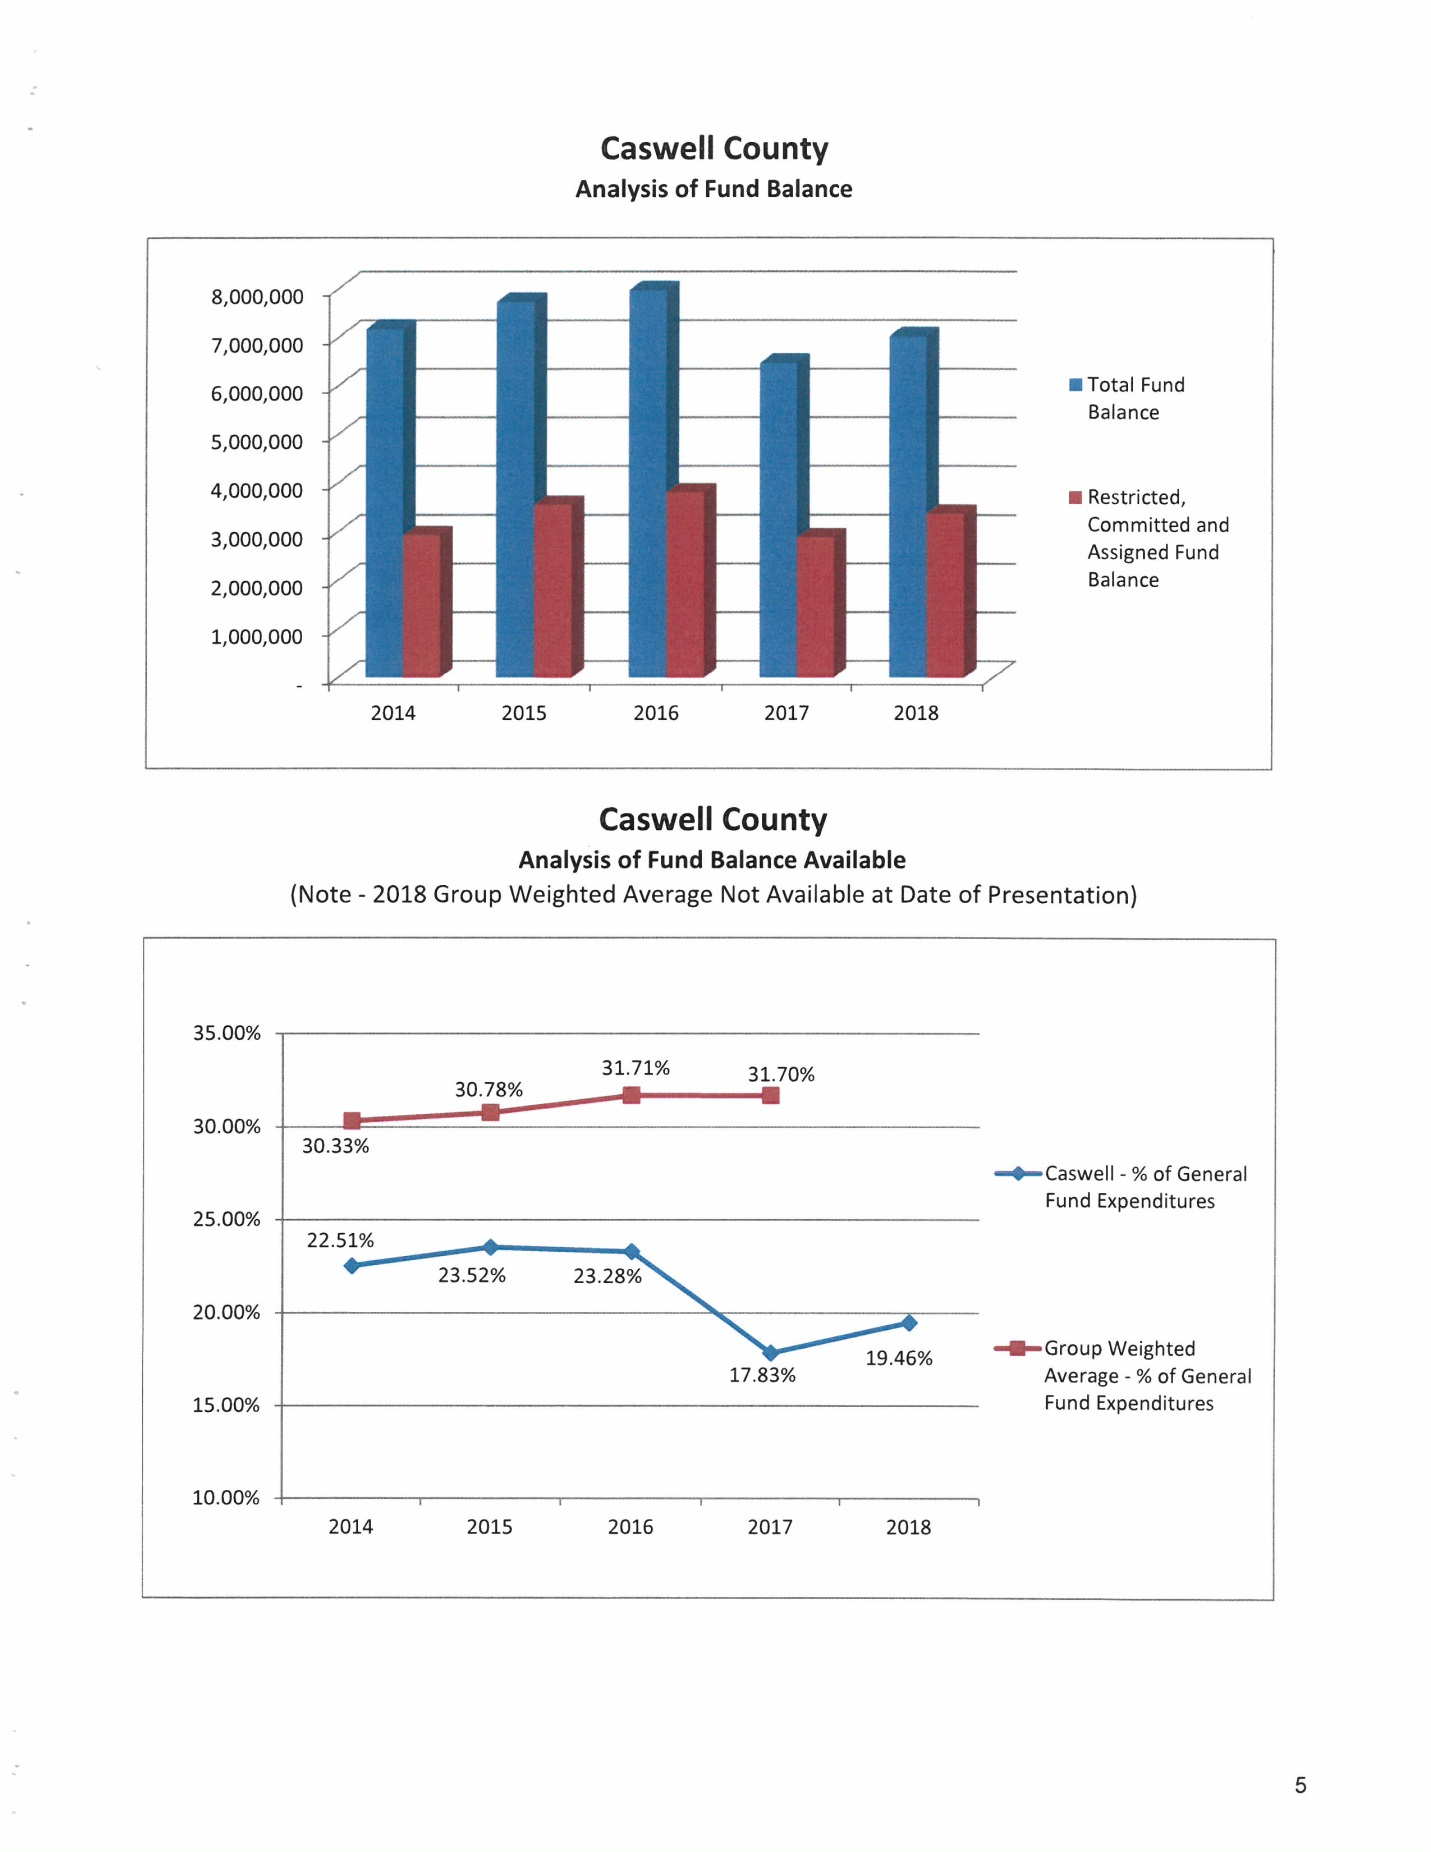 Caswell County
Analysis of Fund Balance
8,000,000
7,000,000
6,000,000
5,000,000
4,000,000
3,000,000
2,000,000
1,000,000
-
2014 2015 2016 2017 2018
Total Fund
Balance
Restricted,
Committed and
Assigned Fund
Balance
Caswell County
Analysis of Fund Balance Available
(Note - 2018 Group Weighted Average Not Available at Date of Presentation)
35.00%
30.00%
25.00%
20.00%
15.00%
10.00%
30.33%
30.78%
31.71%
31.70%
22.51%
23.52%
23.28%
17.83%
19.46%
2014 2015 2016 2017 2018
Caswell - % of General
Fund Expenditures
Group Weighted
Average - % of General
Fund Expenditures
5